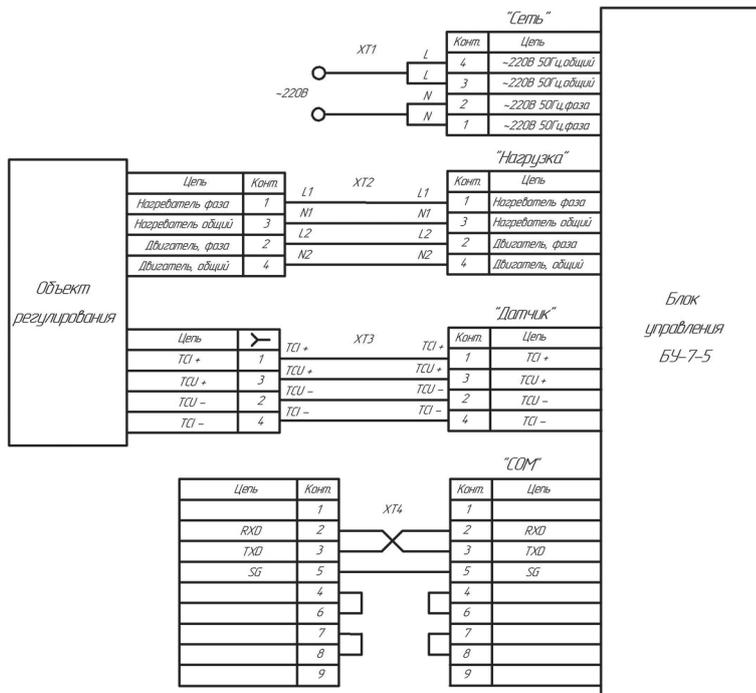 "Сеть"
XT1
~220В
L
L
N
N
Конт. Цепь
4 ~220В 50Гц,общий
3 ~220В 50Гц,общий
2 ~220В 50Гц,фаза
1 ~220В 50Гц,фаза
"Нагрузка"
Цепь Конт.
Нагреватель фаза 1
Нагреватель общий 3
Двигатель, фаза 2
Двигатель, общий 4
XT2
L1 L1
N1 N1
L2 L2
N2 N2
Конт. Цепь
1 Нагреватель фаза
3 Нагреватель общий
2 Двигатель, фаза
4 Двигатель, общий
Объект
регулирования
Блок
управления
БУ-7-5
"Датчик"
Цепь
TCI + 1
TCU + 3
TCU - 2
TCI - 4
XT3
TCI + TCI +
TCU + TCU +
TCU - TCU -
TCI - TCI -
Конт. Цепь
1 TCI +
3 TCU +
2 TCU -
4 TCI -
"COM"
Цепь Конт.
1
RXD 2
TXD 3
SG 5
4
6
7
8
9
XT4
Конт. Цепь
1
2 RXD
3 TXD
5 SG
4
6
7
8
9